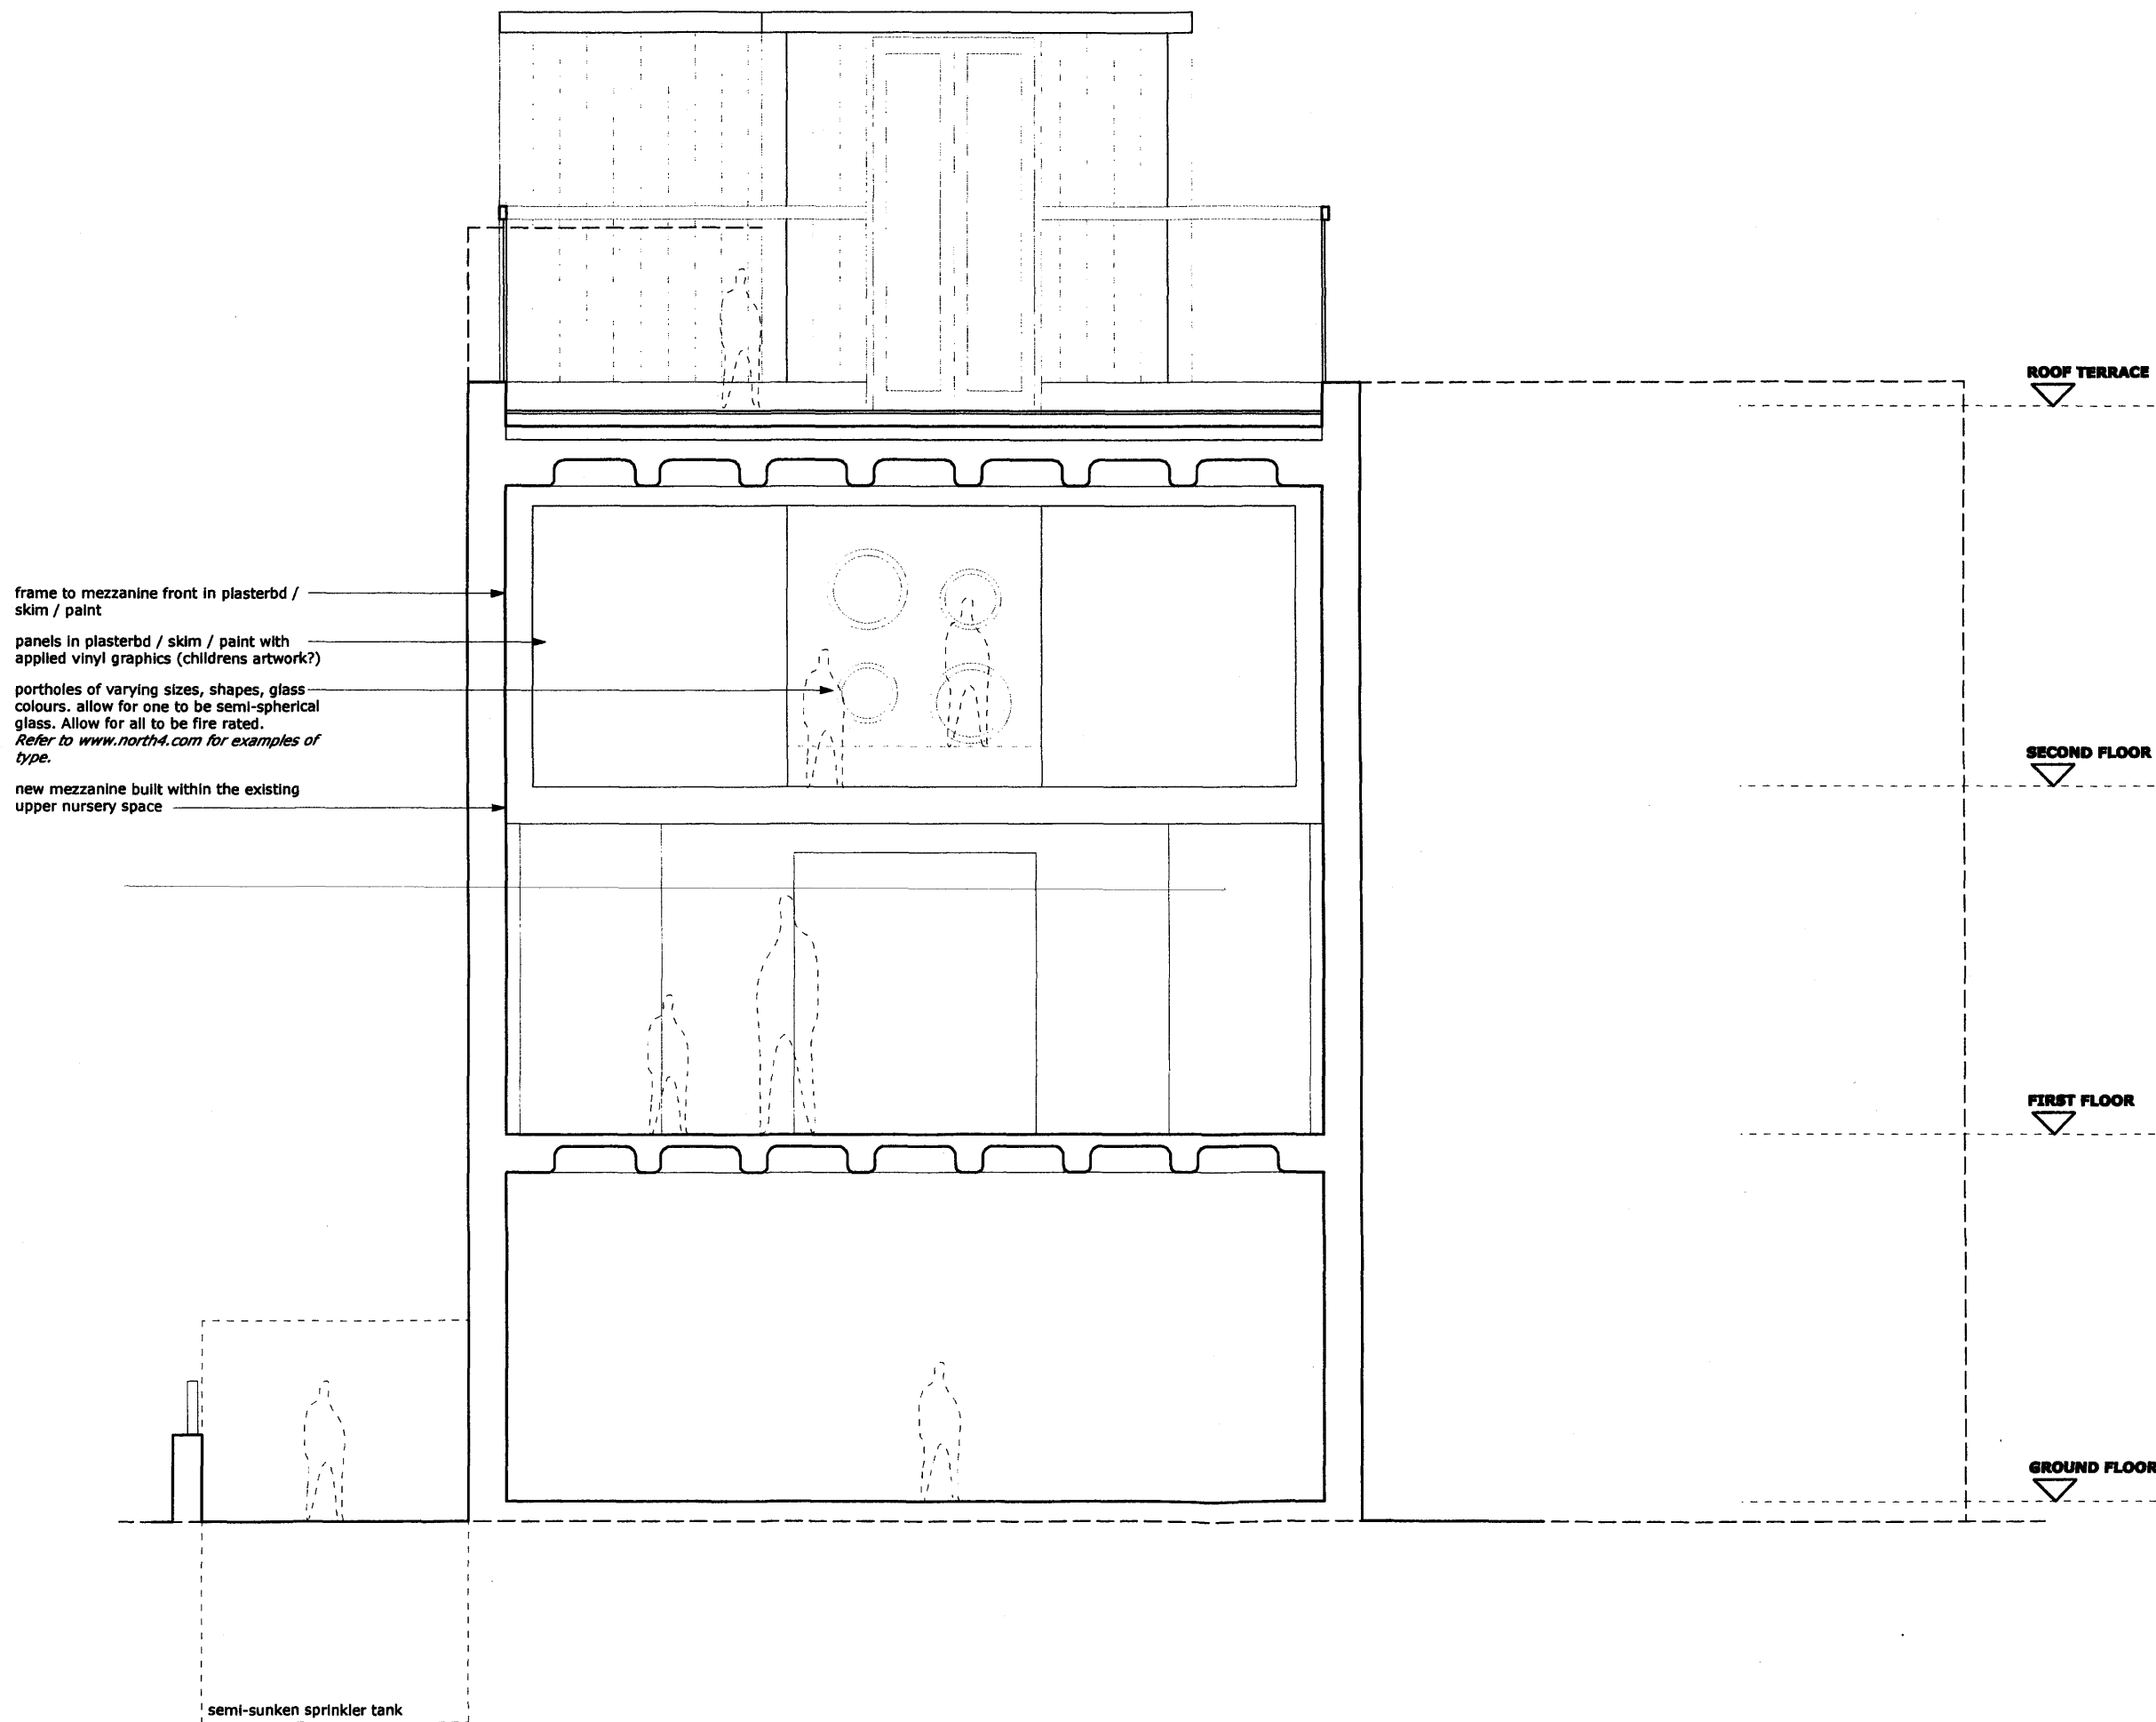 ROOF TERRACE
frame to mezzanine front in plasterbd /
skim / paint
panels in plasterbd / skim / paint with
applied vinyl graphics (childrens artwork?)
portholes of varying sizes, shapes, glass
colours. allow for one to be semi-spherical
glass. Allow for all to be fire rated.
Refer to www.north4.com for examples of
type.
SECOND FLOOR
new mezzanine built within the existing
upper nursery space
FIRST FLOOR
GROUND FLOOR
semi-sunken sprinkler tank